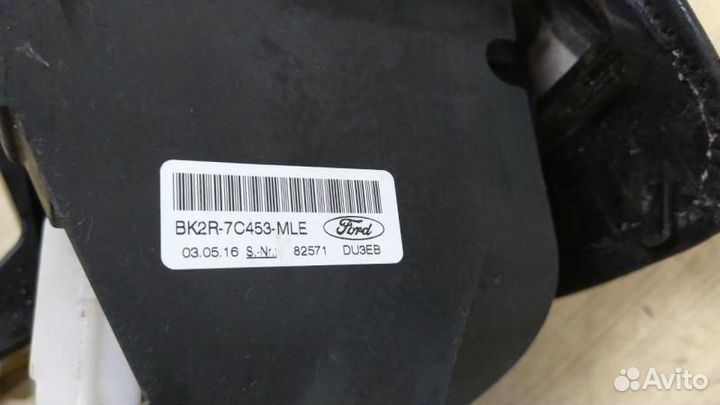 BK2R-7C453-MLE Ford
03.05.16 S.-Nr.: 82571 DU3EB
Avito